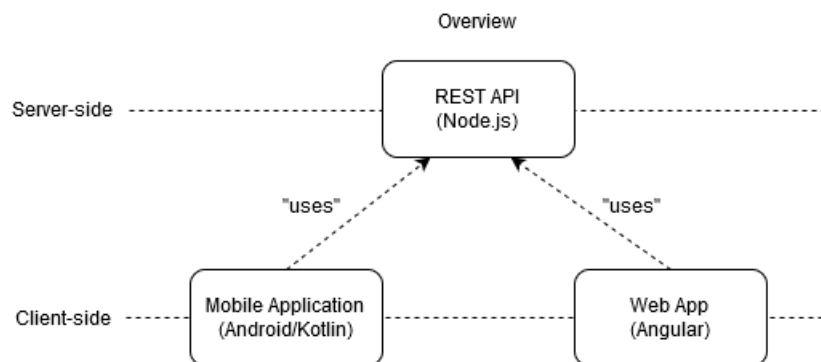 Overview
Server-side
REST API
(Node.js)
"uses"
"uses"
Client-side
Mobile Application
(Android/Kotlin)
Web App
(Angular)